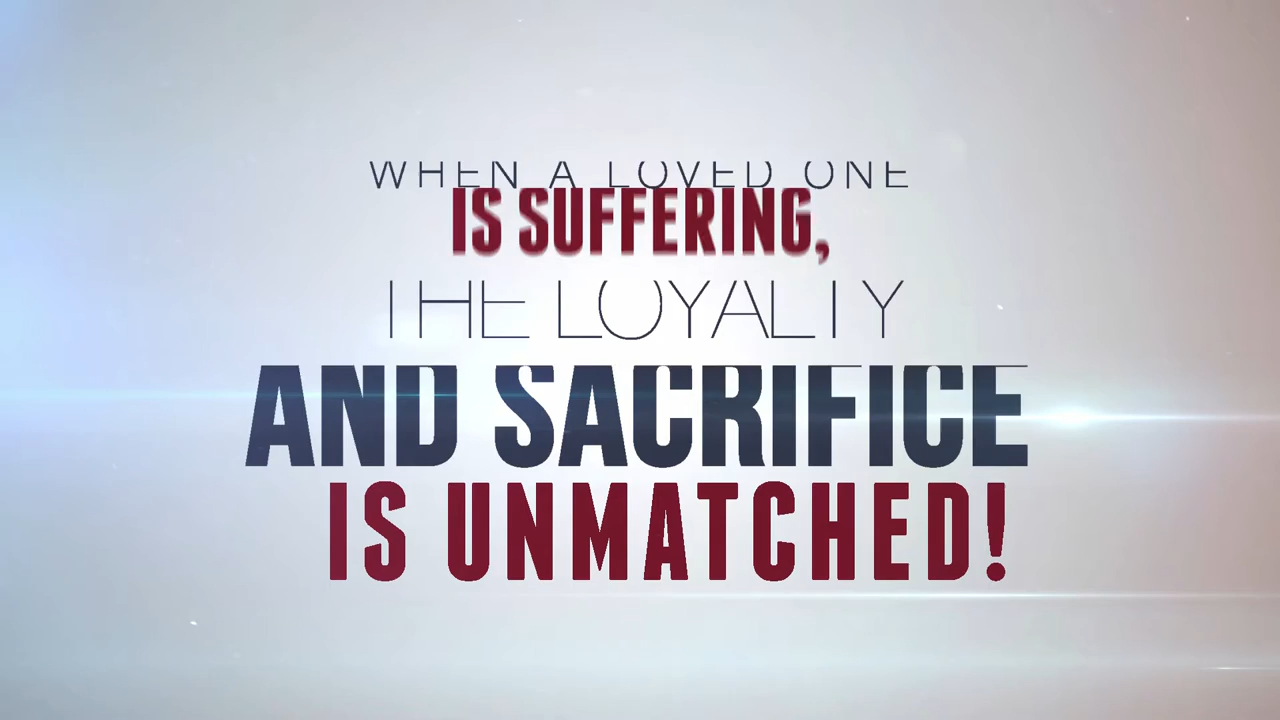 WHEN A LOVED ONE
IS SUFFERING,
THE LOYALTY
AND SACRIFICE
IS UNMATCHED!